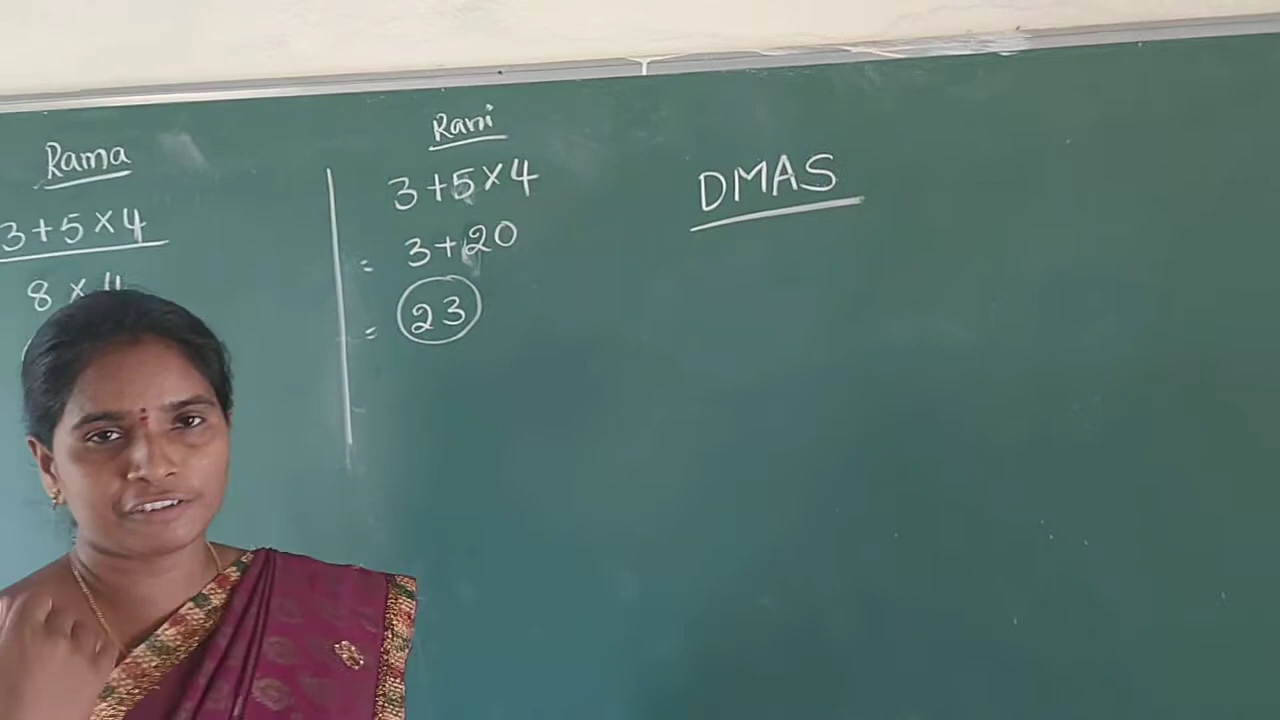 Rama
3+5×4
8×4
Rani
3+5×4
= 3+20
= 23
DMAS